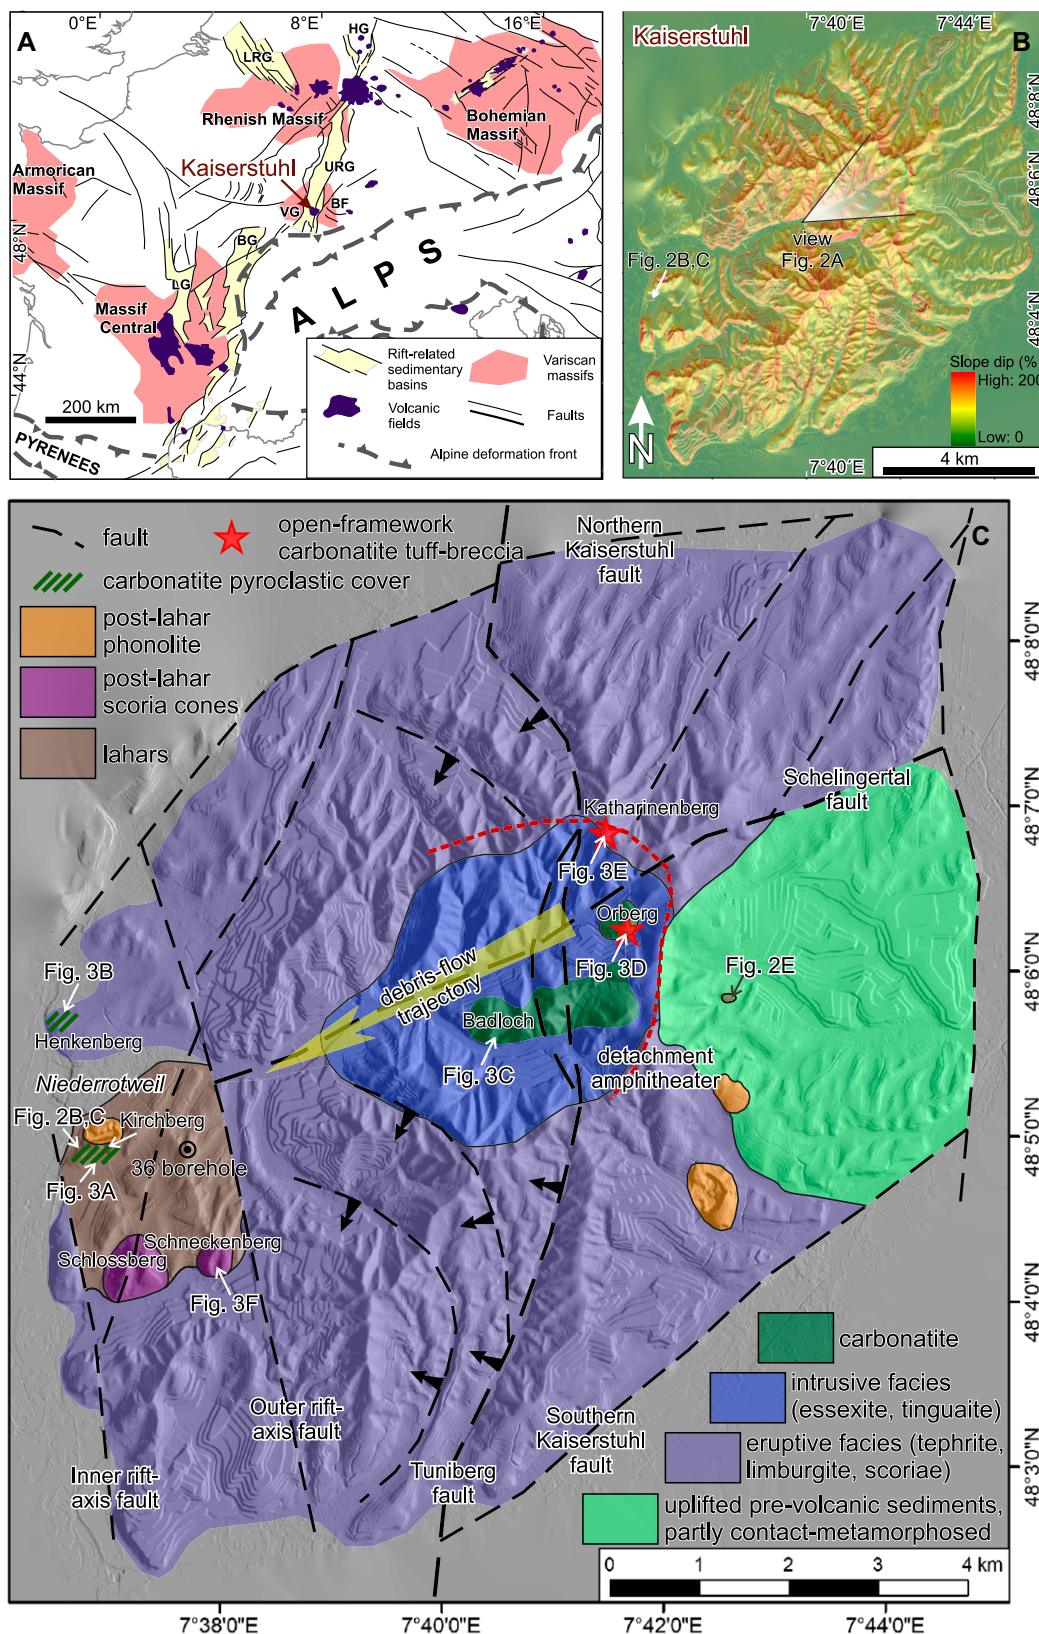 A
0°E
8°E
16°E
HG
LRG
Rhenish Massif
Bohemian
Massif
Armorican
Massif
Kaiserstuhl
URG
VG
BF
BG
LG
48°N
44°N
Massif
Central
ALPS
200 km
PYRENEES
Rift-related
sedimentary
basins
Variscan
massifs
Volcanic
fields
Faults
Alpine deformation front
B
Kaiserstuhl
7°40´E
7°44´E
48°8´N
48°6´N
48°4´N
view
Fig. 2A
Fig. 2B,C
Slope dip (%
High: 200
Low: 0
N
7°40´E
4 km
C
fault
open-framework
carbonatite tuff-breccia
carbonatite pyroclastic cover
post-lahar
phonolite
post-lahar
scoria cones
lahars
Northern
Kaiserstuhl
fault
Schelingertal
fault
Katharinenberg
Fig. 3E
Orberg
Fig. 3D
debris-flow
trajectory
Badloch
Fig. 3C
detachment
amphitheater
Fig. 2E
Fig. 3B
Henkenberg
Niederrotweil
Fig. 2B,C
Kirchberg
36 borehole
Fig. 3A
Schneckenberg
Schlossberg
Fig. 3F
Outer rift-
axis fault
Inner rift-
axis fault
Tuniberg
fault
Southern
Kaiserstuhl
fault
carbonatite
intrusive facies
(essexite, tinguaite)
eruptive facies (tephrite,
limburgite, scoriae)
uplifted pre-volcanic sediments,
partly contact-metamorphosed
0 1 2 3 4 km
48°8'0"N
48°7'0"N
48°6'0"N
48°5'0"N
48°4'0"N
48°3'0"N
7°38'0"E
7°40'0"E
7°42'0"E
7°44'0"E